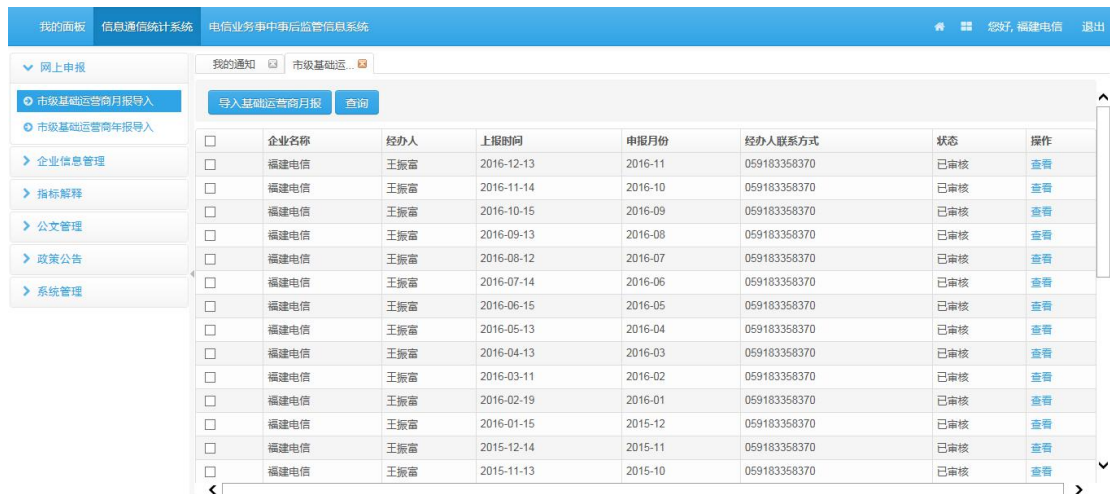 我的面板 信息通信统计系统 电信业务事中事后监管信息系统 您好, 福建电信 退出
网上申报
市级基础运营商月报导入
市级基础运营商年报导入
企业信息管理
指标解释
公文管理
政策公告
系统管理
我的通知 市级基础运...
导入基础运营商月报 查询
企业名称 经办人 上报时间 申报月份 经办人联系方式 状态 操作
福建电信 王振富 2016-12-13 2016-11 059183358370 已审核 查看
福建电信 王振富 2016-11-14 2016-10 059183358370 已审核 查看
福建电信 王振富 2016-10-15 2016-09 059183358370 已审核 查看
福建电信 王振富 2016-09-13 2016-08 059183358370 已审核 查看
福建电信 王振富 2016-08-12 2016-07 059183358370 已审核 查看
福建电信 王振富 2016-07-14 2016-06 059183358370 已审核 查看
福建电信 王振富 2016-06-15 2016-05 059183358370 已审核 查看
福建电信 王振富 2016-05-13 2016-04 059183358370 已审核 查看
福建电信 王振富 2016-04-13 2016-03 059183358370 已审核 查看
福建电信 王振富 2016-03-11 2016-02 059183358370 已审核 查看
福建电信 王振富 2016-02-19 2016-01 059183358370 已审核 查看
福建电信 王振富 2016-01-15 2015-12 059183358370 已审核 查看
福建电信 王振富 2015-12-14 2015-11 059183358370 已审核 查看
福建电信 王振富 2015-11-13 2015-10 059183358370 已审核 查看